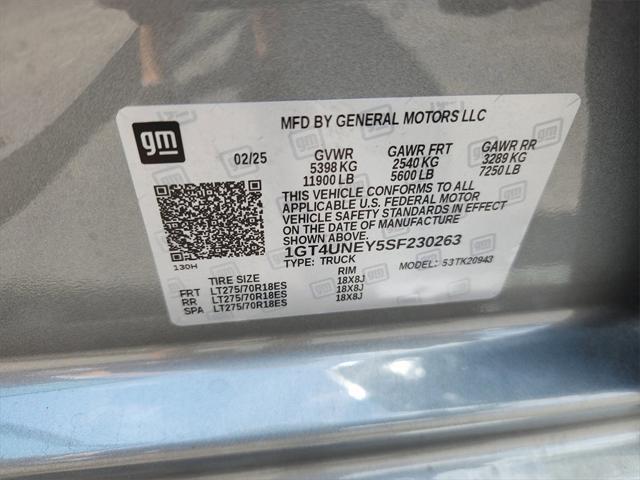 MFD BY GENERAL MOTORS LLC
gm
02/25
GVWR
5398 KG
11900 LB
GAWR FRT
2540 KG
5600 LB
GAWR RR
3289 KG
7250 LB
THIS VEHICLE CONFORMS TO ALL
APPLICABLE U.S. FEDERAL MOTOR
VEHICLE SAFETY STANDARDS IN EFFECT
ON THE DATE OF MANUFACTURE
SHOWN ABOVE.
1GT4UNEY5SF230263
130H
TYPE: TRUCK
MODEL: 53TK20943
TIRE SIZE RIM
FRT LT275/70R18ES 18X8J
RR LT275/70R18ES 18X8J
SPA LT275/70R18ES 18X8J